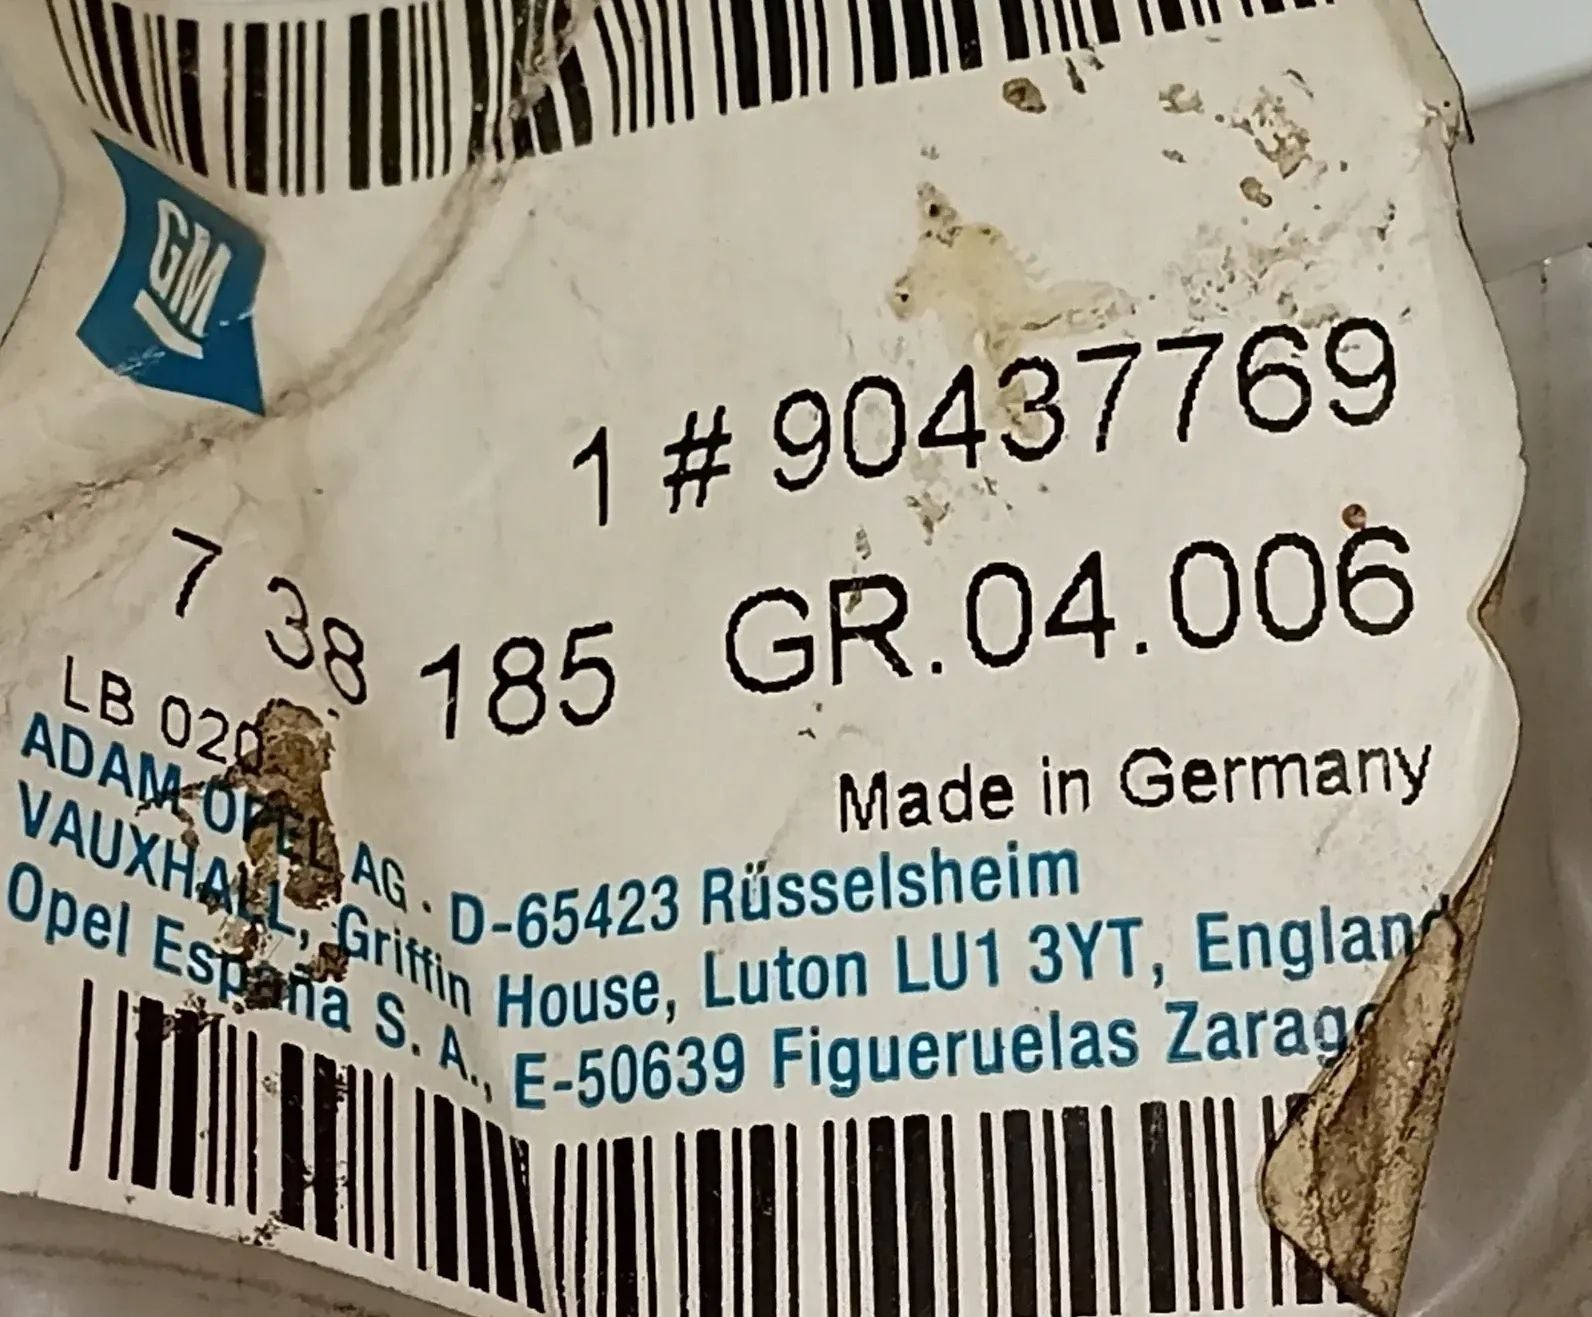 GM
1 # 90437769
7 38 185 GR.04.006
LB 020
Made in Germany
ADAM OPEL AG · D-65423 Rüsselsheim
VAUXHALL, Griffin House, Luton LU1 3YT, England
Opel España S. A., E-50639 Figueruelas